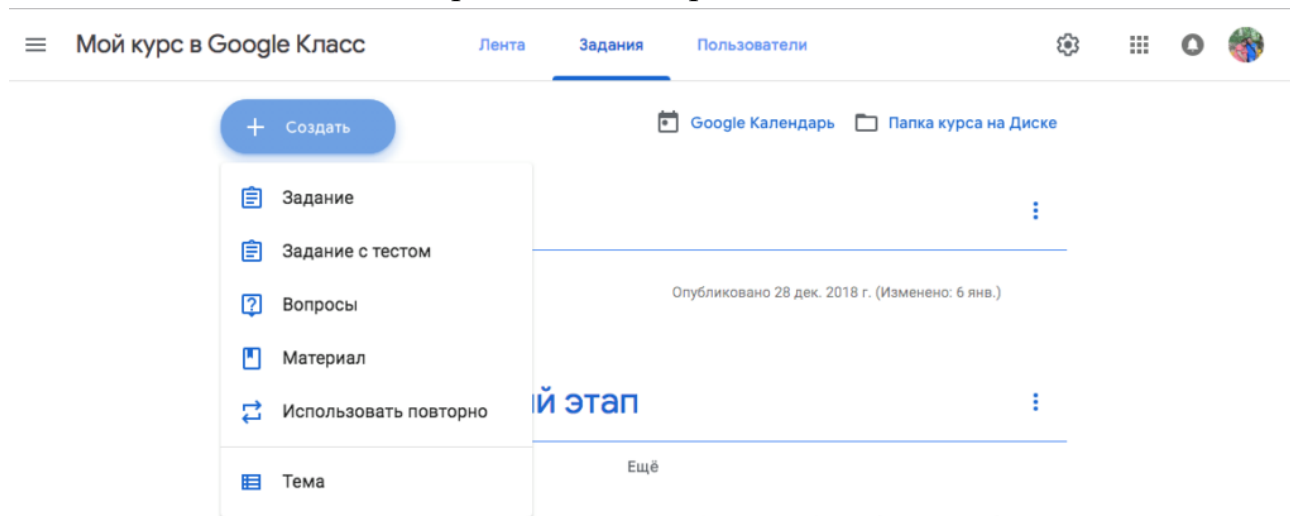 Мой курс в Google Класс Лента Задания Пользователи
Создать Google Календарь Папка курса на Диске
Задание
Задание с тестом
Вопросы Опубликовано 28 дек. 2018 г. (Изменено: 6 янв.)
Материал
Использовать повторно й этап
Ещё
Тема